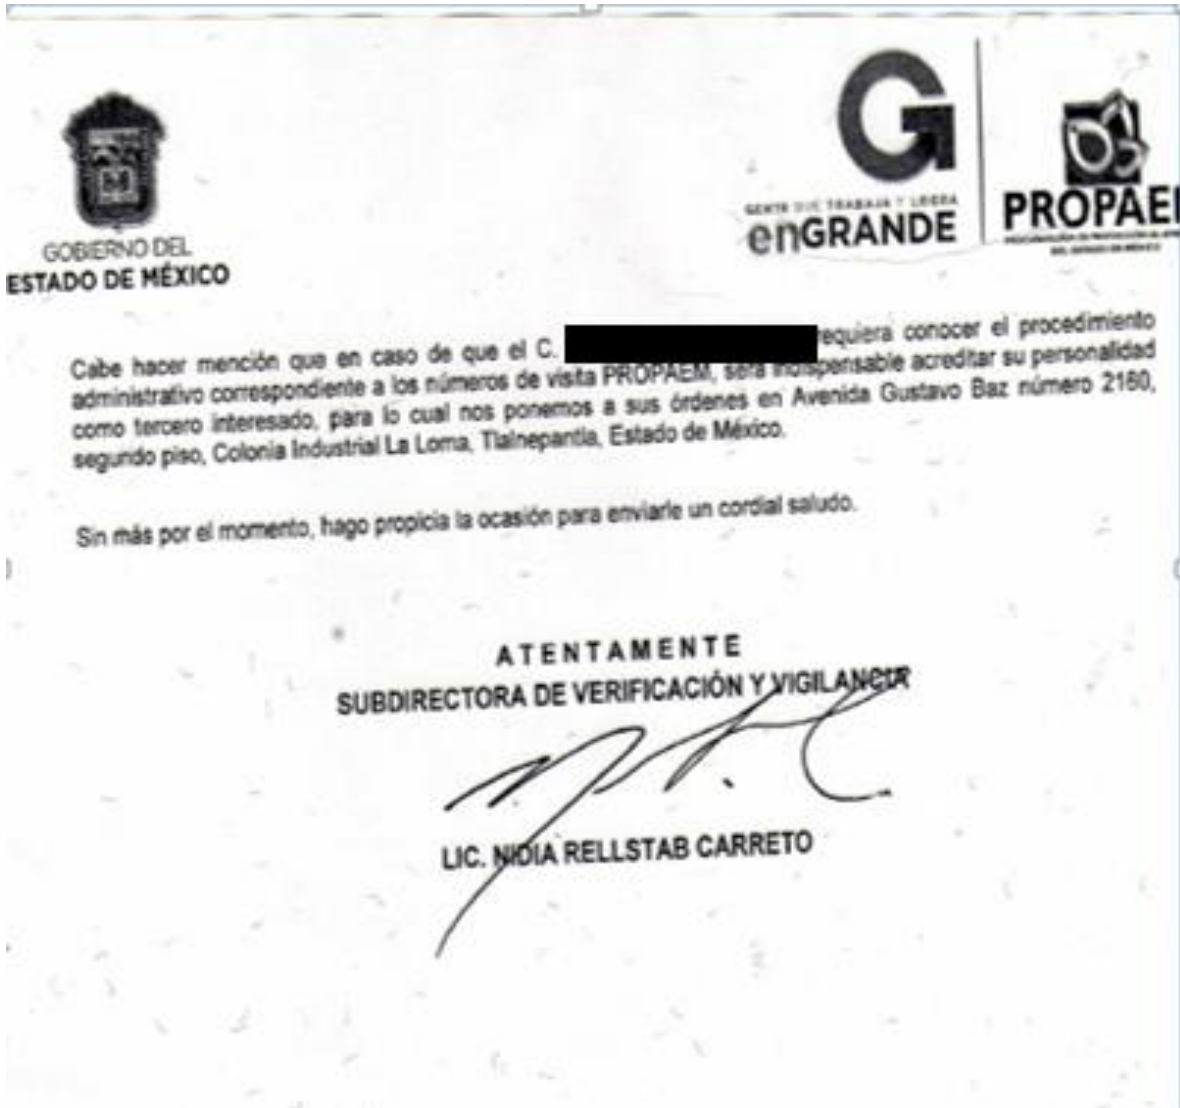 GOBIERNO DEL
ESTADO DE MÉXICO
GENTE QUE TRABAJA Y LOGRA
enGRANDE
PROPAEM
Cabe hacer mención que en caso de que el C. requiera conocer el procedimiento
administrativo correspondiente a los números de visita PROPAEM, será indispensable acreditar su personalidad
como tercero interesado, para lo cual nos ponemos a sus órdenes en Avenida Gustavo Baz número 2160,
segundo piso, Colonia Industrial La Loma, Tlalnepantla, Estado de México.
Sin más por el momento, hago propicia la ocasión para enviarle un cordial saludo.
ATENTAMENTE
SUBDIRECTORA DE VERIFICACIÓN Y VIGILANCIA
LIC. NIDIA RELLSTAB CARRETO